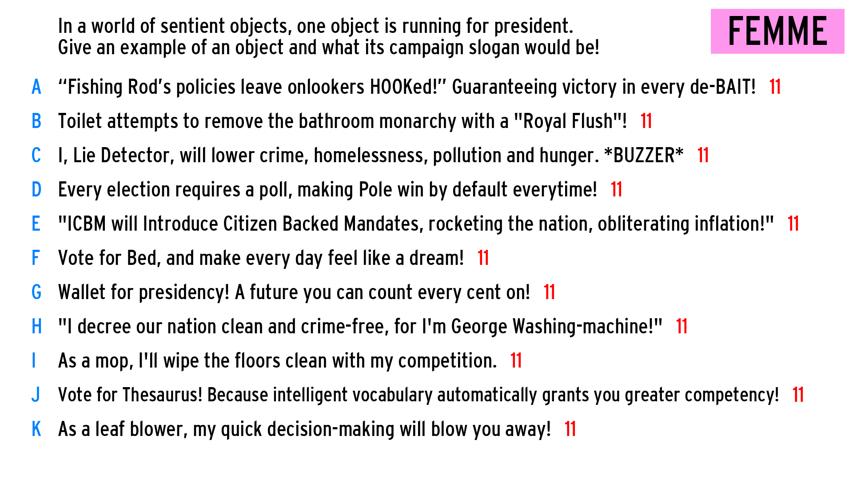 In a world of sentient objects, one object is running for president.
Give an example of an object and what its campaign slogan would be!
FEMME
A “Fishing Rod’s policies leave onlookers HOOKed!” Guaranteeing victory in every de-BAIT! 11
B Toilet attempts to remove the bathroom monarchy with a "Royal Flush"! 11
C I, Lie Detector, will lower crime, homelessness, pollution and hunger. *BUZZER* 11
D Every election requires a poll, making Pole win by default everytime! 11
E "ICBM will Introduce Citizen Backed Mandates, rocketing the nation, obliterating inflation!" 11
F Vote for Bed, and make every day feel like a dream! 11
G Wallet for presidency! A future you can count every cent on! 11
H "I decree our nation clean and crime-free, for I'm George Washing-machine!" 11
I As a mop, I'll wipe the floors clean with my competition. 11
J Vote for Thesaurus! Because intelligent vocabulary automatically grants you greater competency! 11
K As a leaf blower, my quick decision-making will blow you away! 11